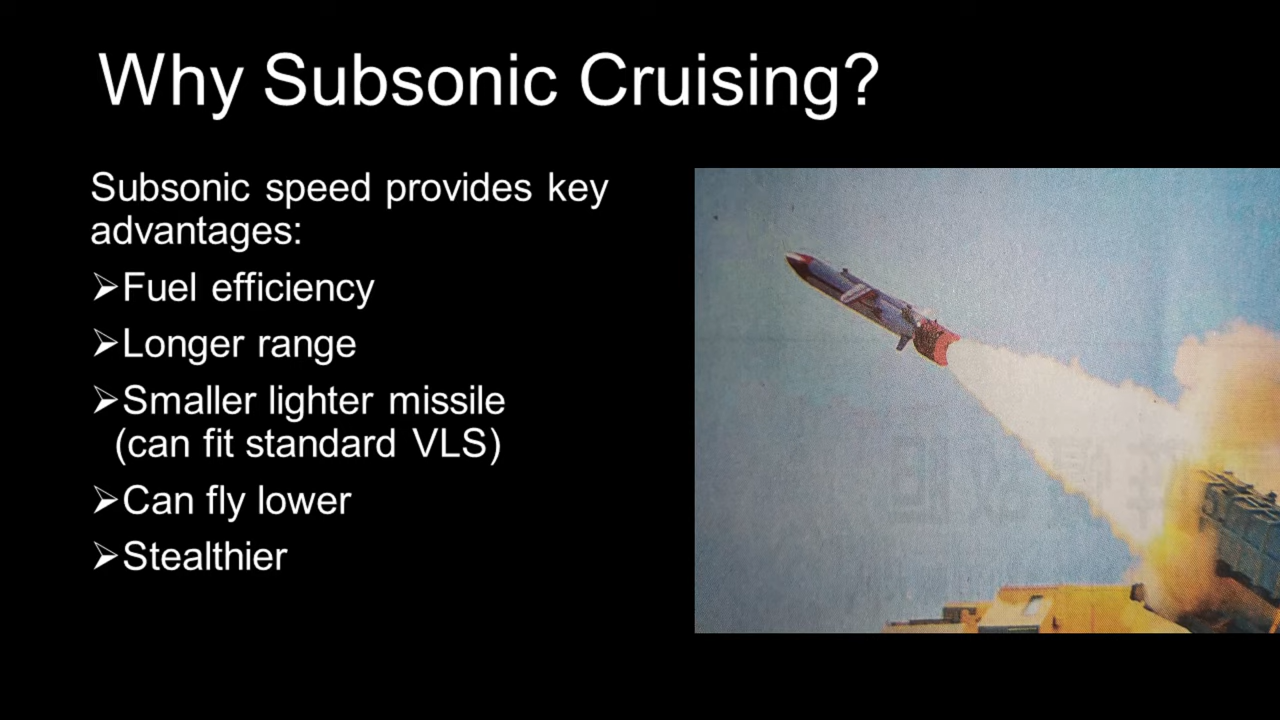 Why Subsonic Cruising?
Subsonic speed provides key
advantages:
➢Fuel efficiency
➢Longer range
➢Smaller lighter missile
(can fit standard VLS)
➢Can fly lower
➢Stealthier